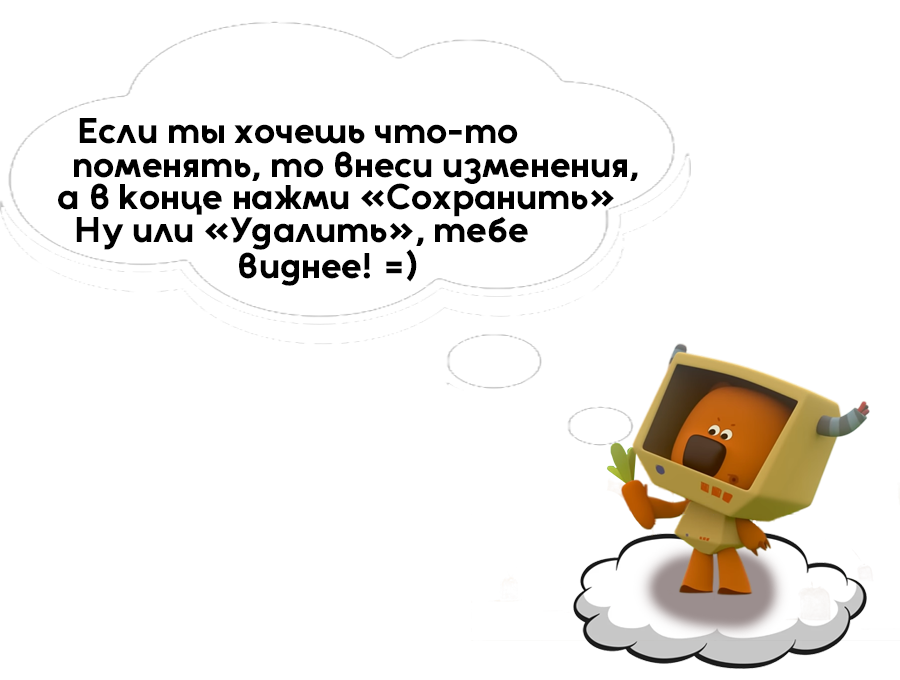 Если ты хочешь что-то
поменять, то внеси изменения,
а в конце нажми «Сохранить»
Ну или «Удалить», тебе
виднее! =)